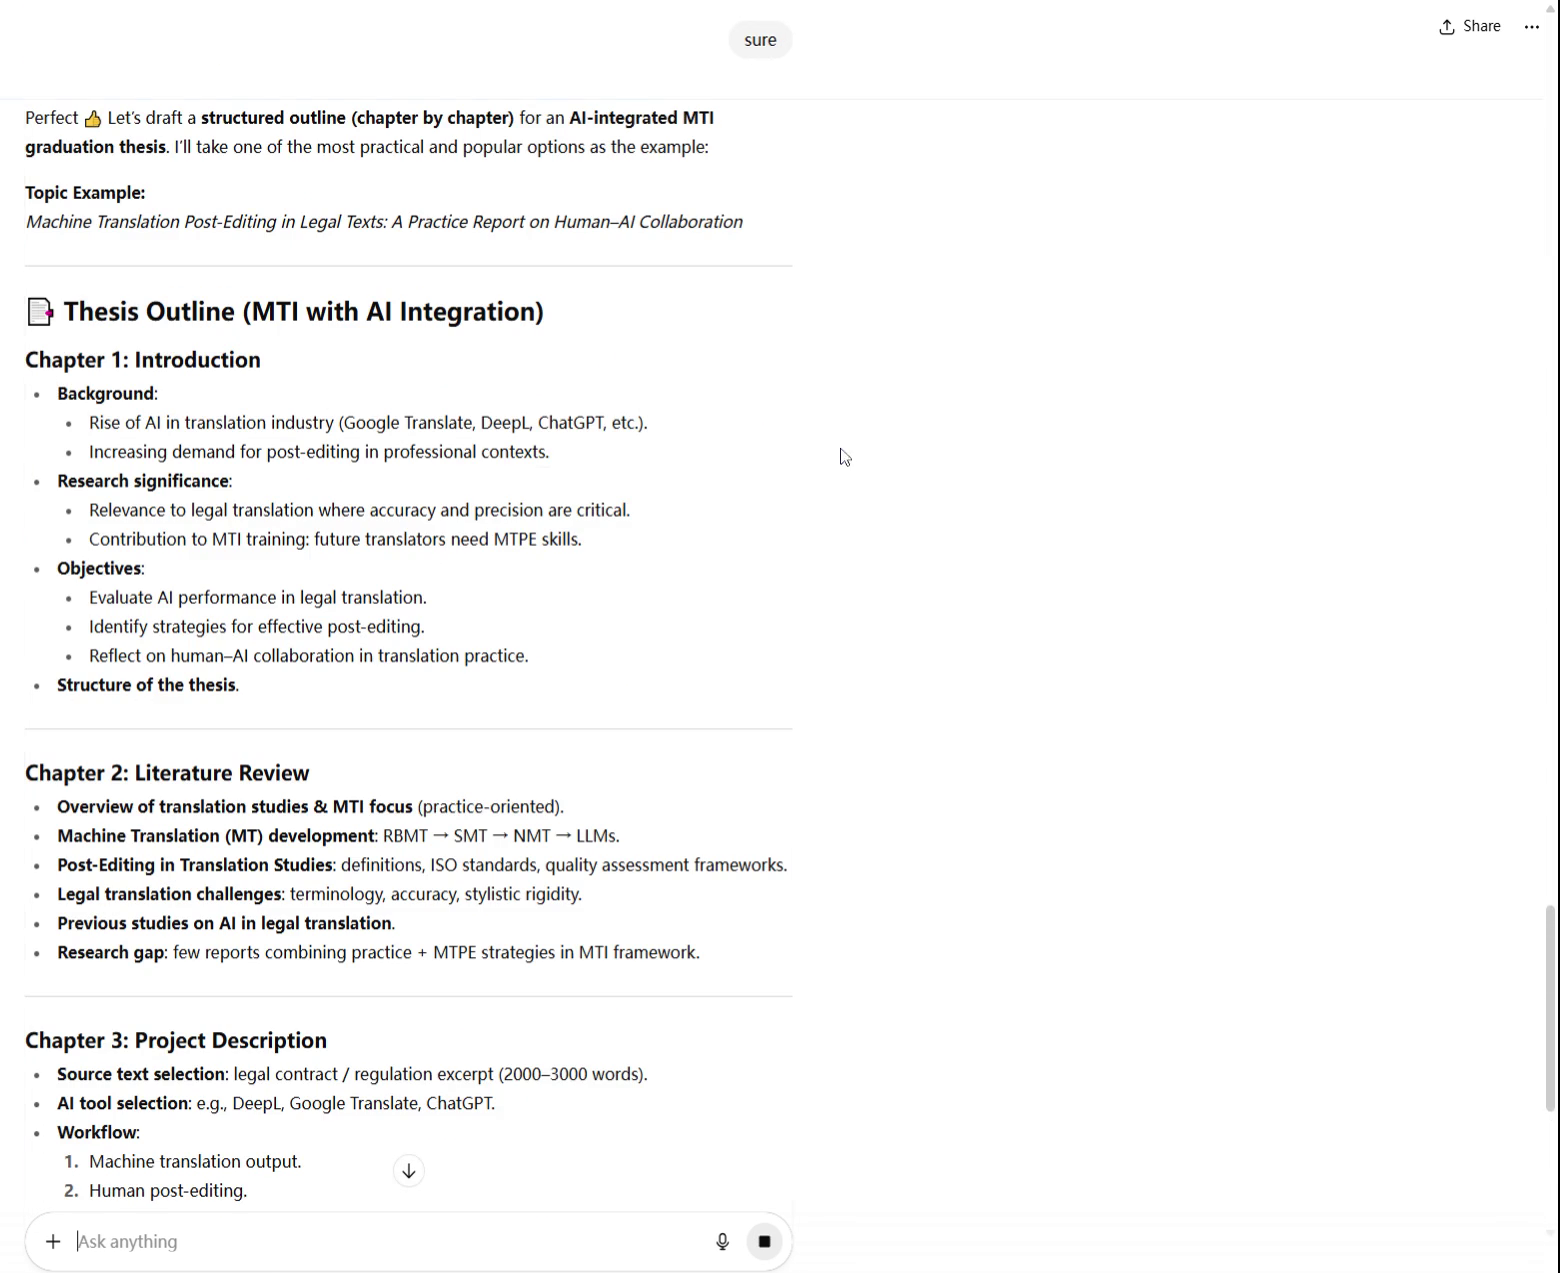 sure
Share
Perfect 👍 Let's draft a structured outline (chapter by chapter) for an AI-integrated MTI
graduation thesis. I'll take one of the most practical and popular options as the example:
Topic Example:
Machine Translation Post-Editing in Legal Texts: A Practice Report on Human–AI Collaboration
📑 Thesis Outline (MTI with AI Integration)
Chapter 1: Introduction
• Background:
• Rise of AI in translation industry (Google Translate, DeepL, ChatGPT, etc.).
• Increasing demand for post-editing in professional contexts.
• Research significance:
• Relevance to legal translation where accuracy and precision are critical.
• Contribution to MTI training: future translators need MTPE skills.
• Objectives:
• Evaluate AI performance in legal translation.
• Identify strategies for effective post-editing.
• Reflect on human–AI collaboration in translation practice.
• Structure of the thesis.
Chapter 2: Literature Review
• Overview of translation studies & MTI focus (practice-oriented).
• Machine Translation (MT) development: RBMT → SMT → NMT → LLMs.
• Post-Editing in Translation Studies: definitions, ISO standards, quality assessment frameworks.
• Legal translation challenges: terminology, accuracy, stylistic rigidity.
• Previous studies on AI in legal translation.
• Research gap: few reports combining practice + MTPE strategies in MTI framework.
Chapter 3: Project Description
• Source text selection: legal contract / regulation excerpt (2000–3000 words).
• AI tool selection: e.g., DeepL, Google Translate, ChatGPT.
• Workflow:
1. Machine translation output.
2. Human post-editing.
Ask anything